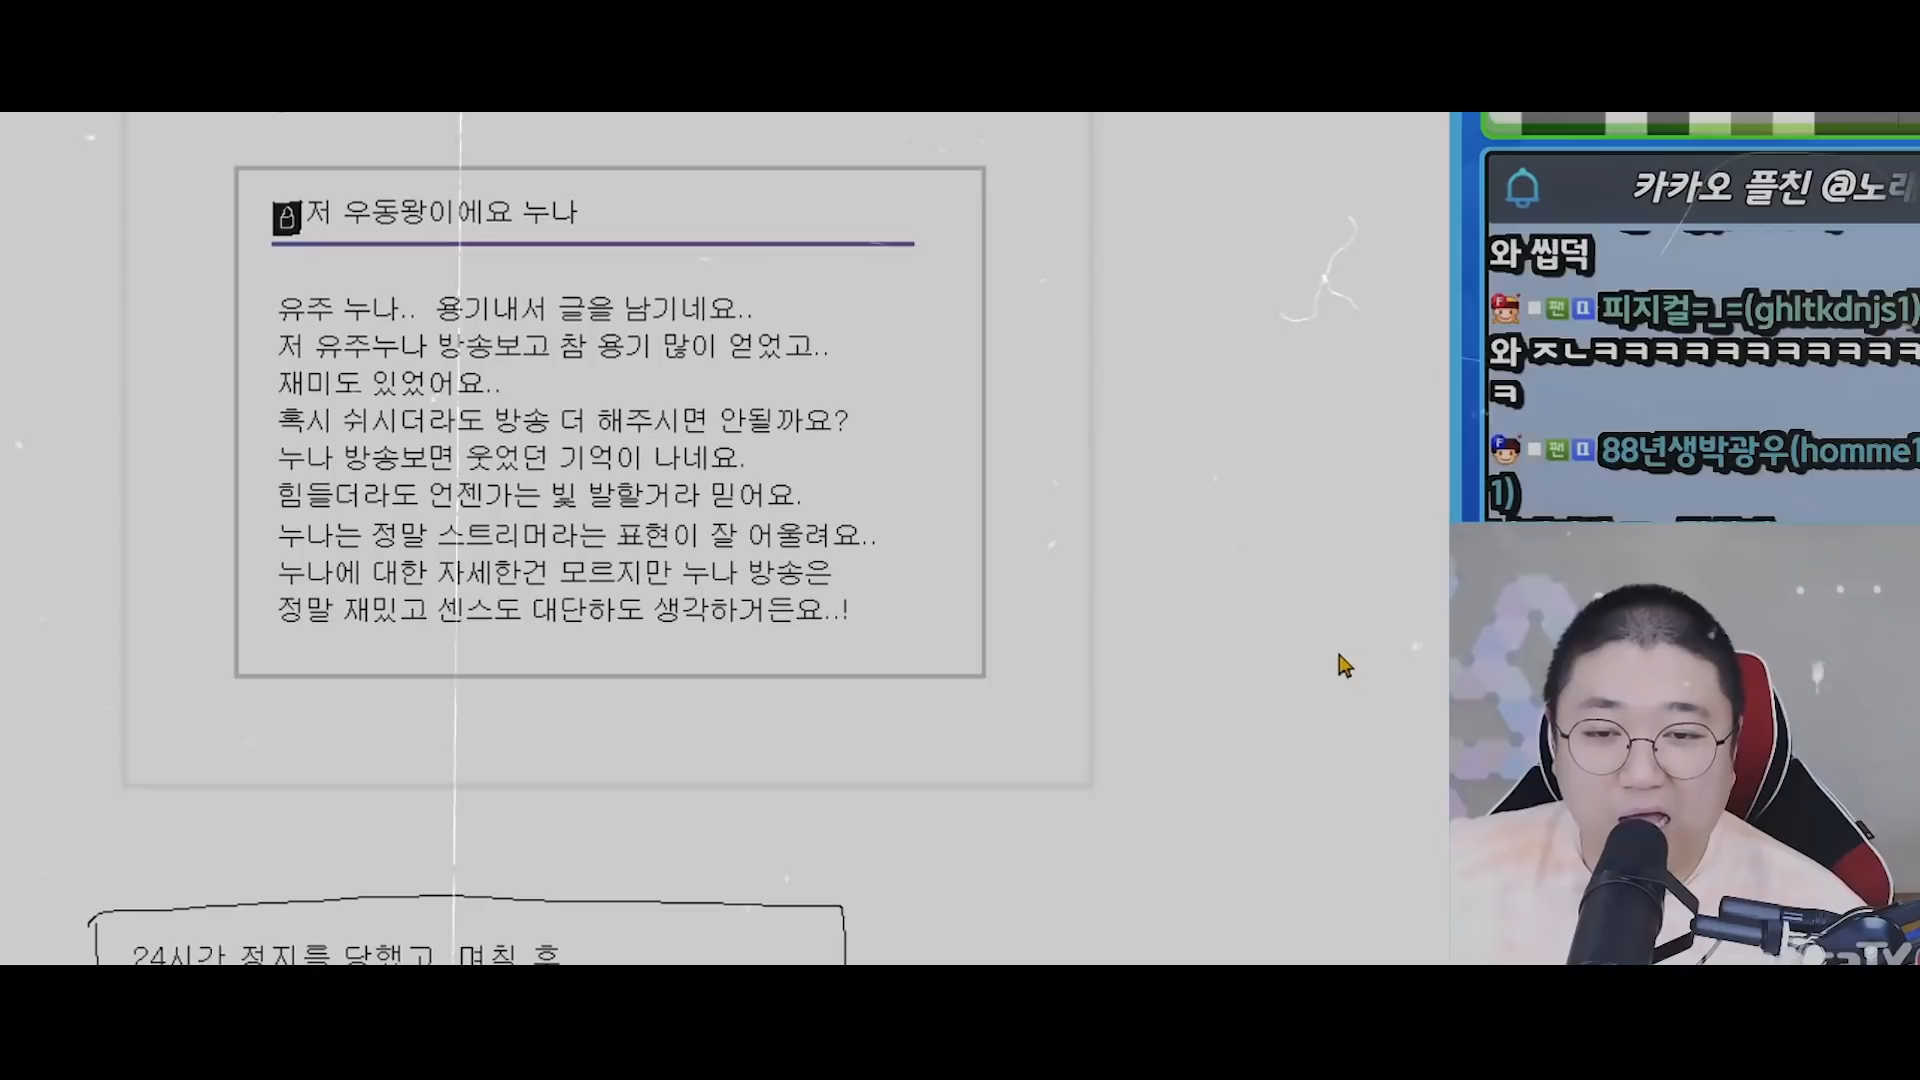 저 우동왕이에요 누나
유주 누나.. 용기내서 글을 남기네요..
저 유주누나 방송보고 참 용기 많이 얻었고..
재미도 있었어요..
혹시 쉬시더라도 방송 더 해주시면 안될까요?
누나 방송보면 웃었던 기억이 나네요.
힘들더라도 언젠가는 빛 발할거라 믿어요.
누나는 정말 스트리머라는 표현이 잘 어울려요..
누나에 대한 자세한건 모르지만 누나 방송은
정말 재밌고 센스도 대단하도 생각하거든요..!
24시간 정지를 당했고 며칠 후
카카오 플친 @노래
와 씹덕
피지컬=_=(ghltkdnjs1)
와 ㅈㄴㅋㅋㅋㅋㅋㅋㅋㅋㅋㅋㅋ
ㅋ
88년생박광우(homme1
1)